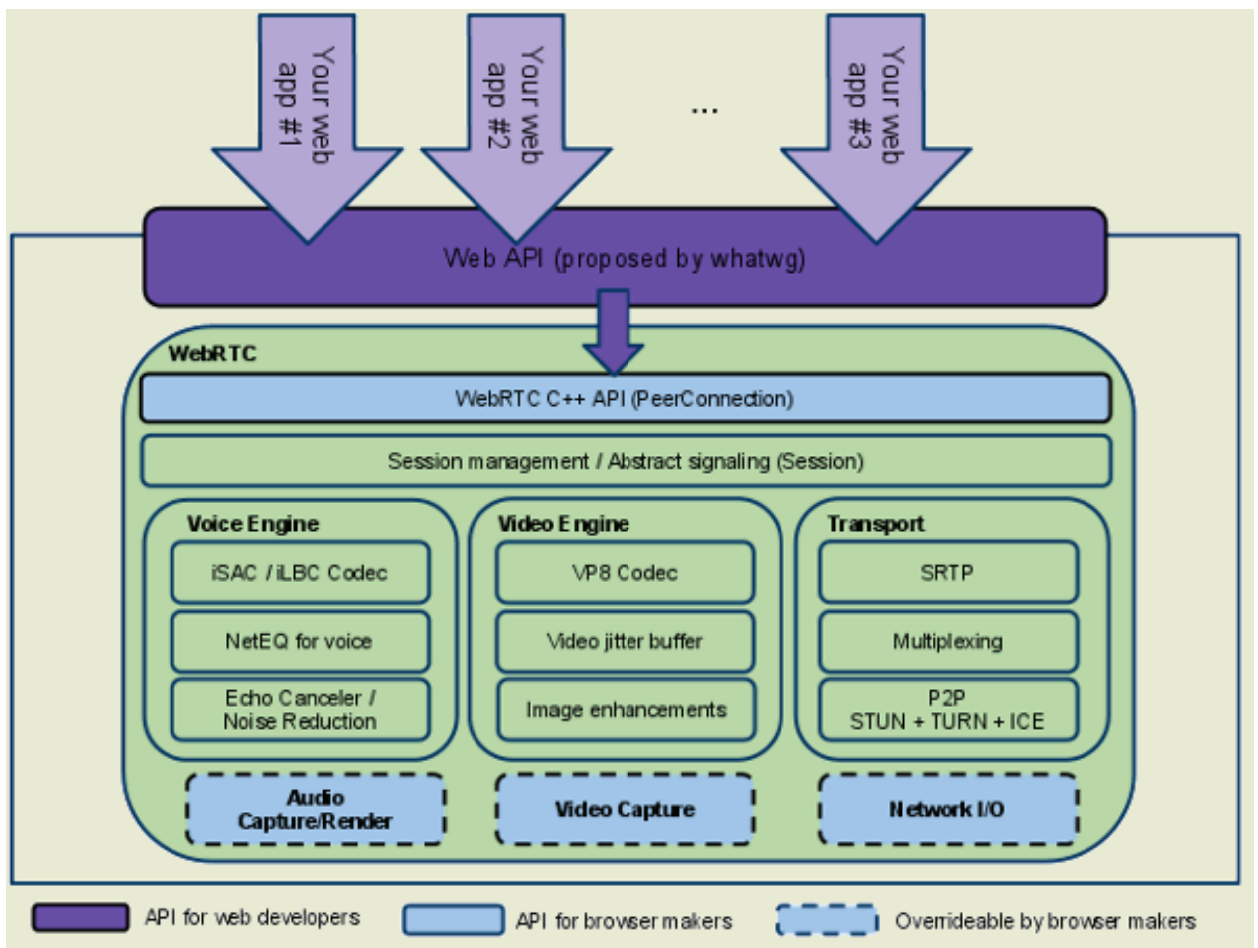 Your web
app #1
Your web
app #2
...
Your web
app #3
Web API (proposed by whatwg)
WebRTC
WebRTC C++ API (PeerConnection)
Session management / Abstract signaling (Session)
Voice Engine
iSAC / iLBC Codec
NetEQ for voice
Echo Canceler /
Noise Reduction
Video Engine
VP8 Codec
Video jitter buffer
Image enhancements
Transport
SRTP
Multiplexing
P2P
STUN + TURN + ICE
Audio
Capture/Render
Video Capture
Network I/O
API for web developers
API for browser makers
Overrideable by browser makers